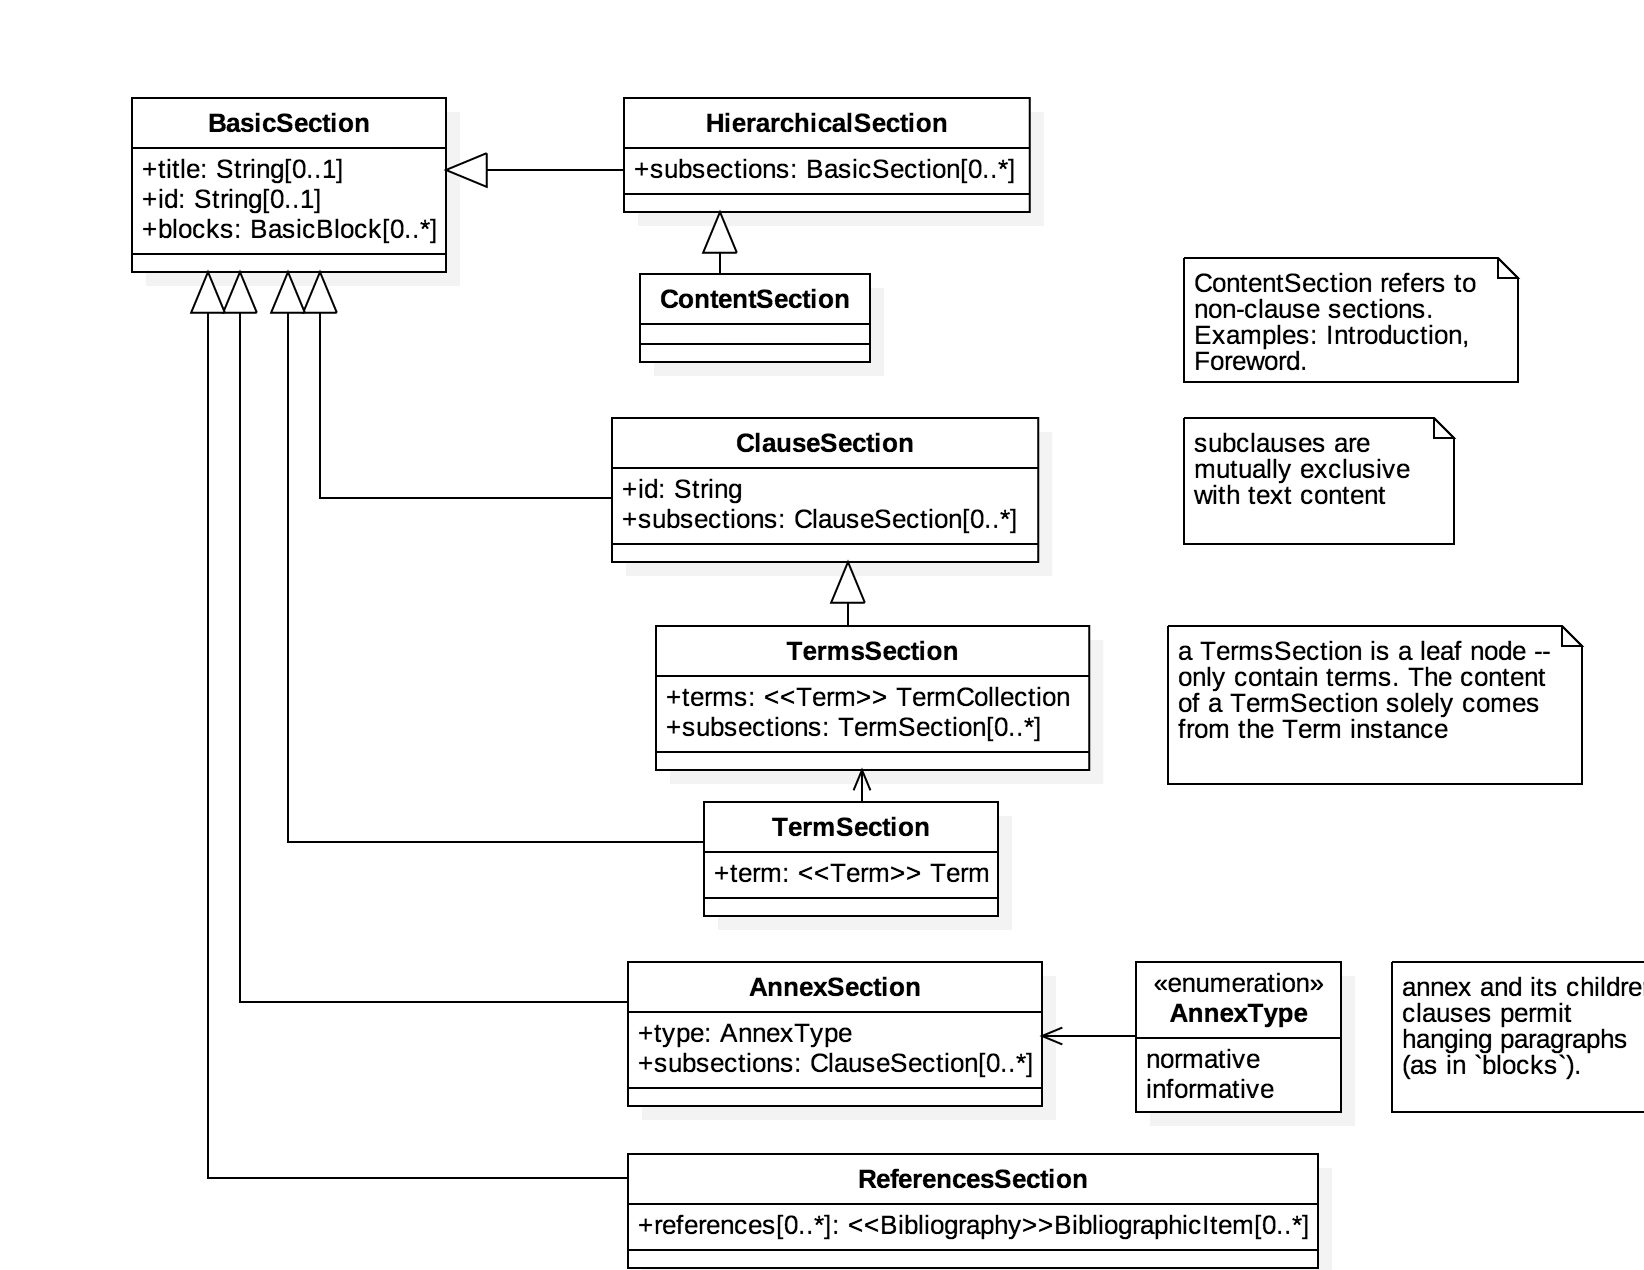 BasicSection
+title: String[0..1]
+id: String[0..1]
+blocks: BasicBlock[0..*]
HierarchicalSection
+subsections: BasicSection[0..*]
ContentSection
ContentSection refers to
non-clause sections.
Examples: Introduction,
Foreword.
ClauseSection
+id: String
+subsections: ClauseSection[0..*]
subclauses are
mutually exclusive
with text content
TermsSection
+terms: <<Term>> TermCollection
+subsections: TermSection[0..*]
a TermsSection is a leaf node --
only contain terms. The content
of a TermSection solely comes
from the Term instance
TermSection
+term: <<Term>> Term
AnnexSection
+type: AnnexType
+subsections: ClauseSection[0..*]
«enumeration»
AnnexType
normative
informative
annex and its
clauses permit
hanging paragraphs
(as in `blocks`).
ReferencesSection
+references[0..*]: <<Bibliography>>BibliographicItem[0..*]